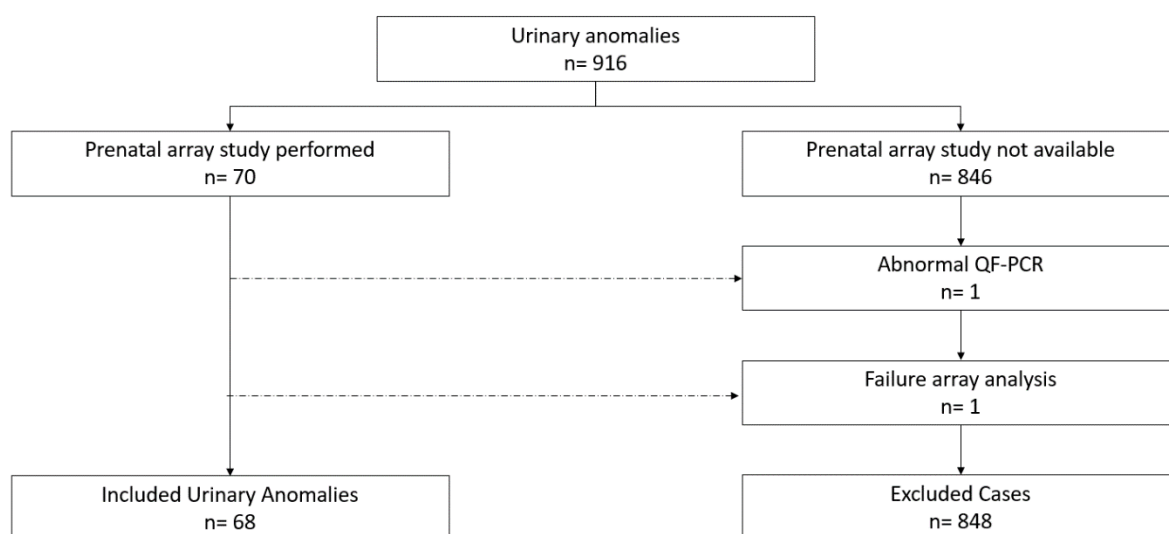 Urinary anomalies
n= 916
Prenatal array study performed
n= 70
Prenatal array study not available
n= 846
Abnormal QF-PCR
n= 1
Failure array analysis
n= 1
Included Urinary Anomalies
n= 68
Excluded Cases
n= 848